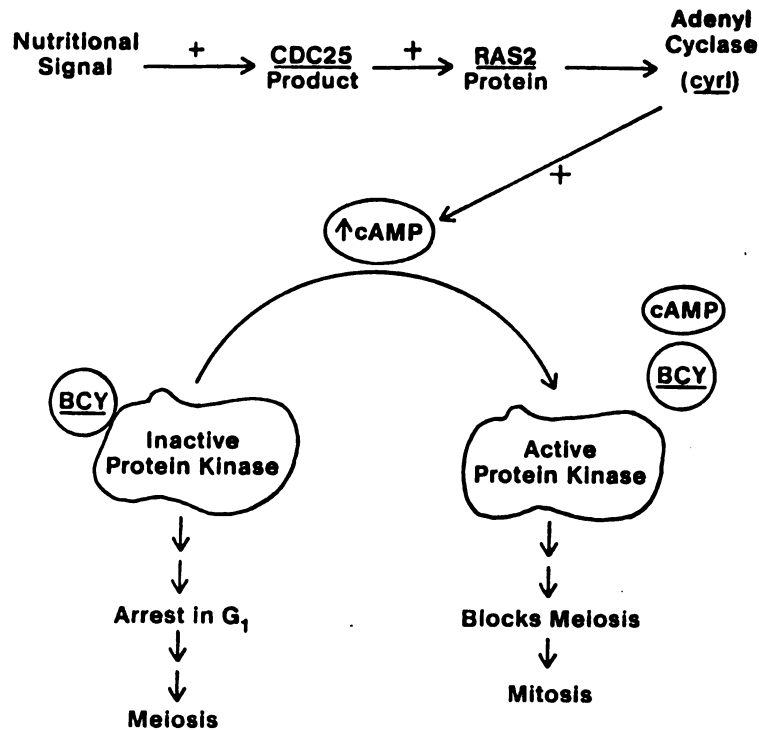 Nutritional
Signal
+
CDC25
Product
+
RAS2
Protein
Adenyl
Cyclase
(cyrl)
+
↑cAMP
cAMP
BCY
BCY
Inactive
Protein Kinase
Active
Protein Kinase
Arrest in G₁
Meiosis
Blocks Meiosis
Mitosis